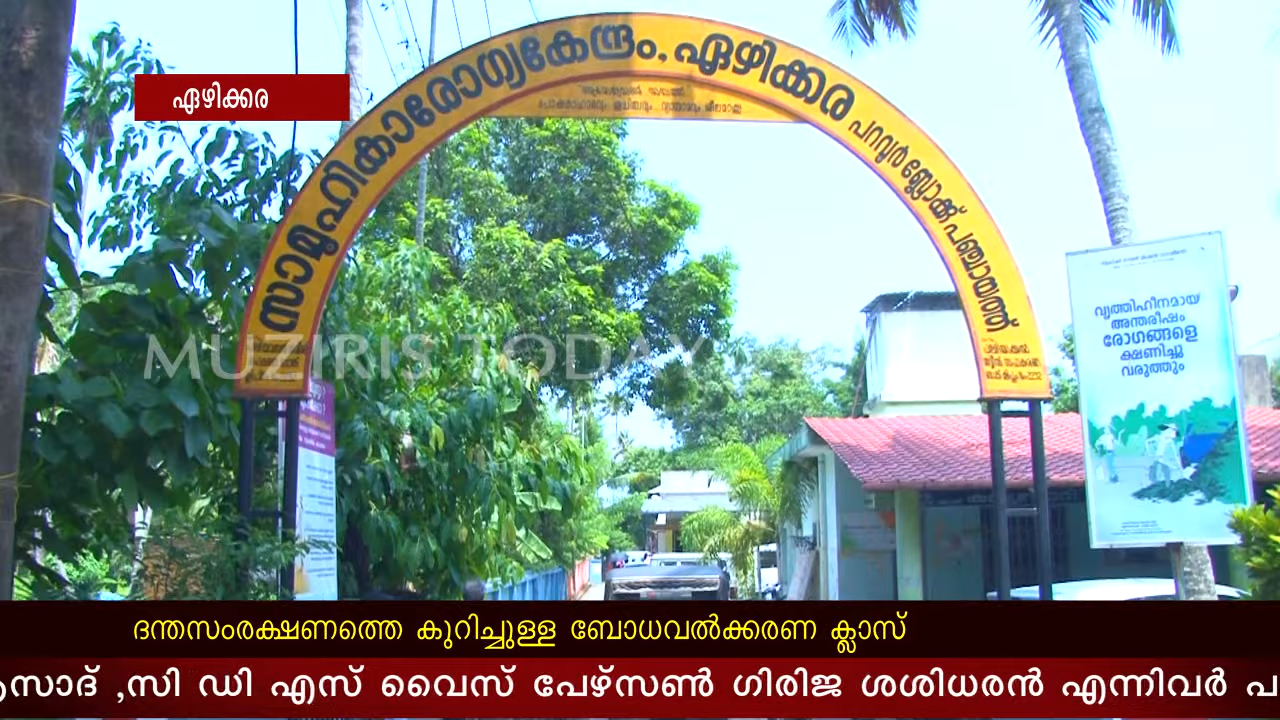 സാമൂഹികാരോഗ്യകേന്ദ്രം, ഏഴിക്കര പറവൂർ ബ്ലോക്ക് പഞ്ചായത്ത്
ഏഴിക്കര
വൃത്തിഹീനമായ
അന്തരീക്ഷം
രോഗങ്ങളെ
ക്ഷണിച്ചു
വരുത്തും
MUZIRIS TODAY
ദന്തസംരക്ഷണത്തെ കുറിച്ചുള്ള ബോധവൽക്കരണ ക്ലാസ്
,സി ഡി എസ് വൈസ് പേഴ്സൺ ഗിരിജ ശശിധരൻ എന്നിവർ